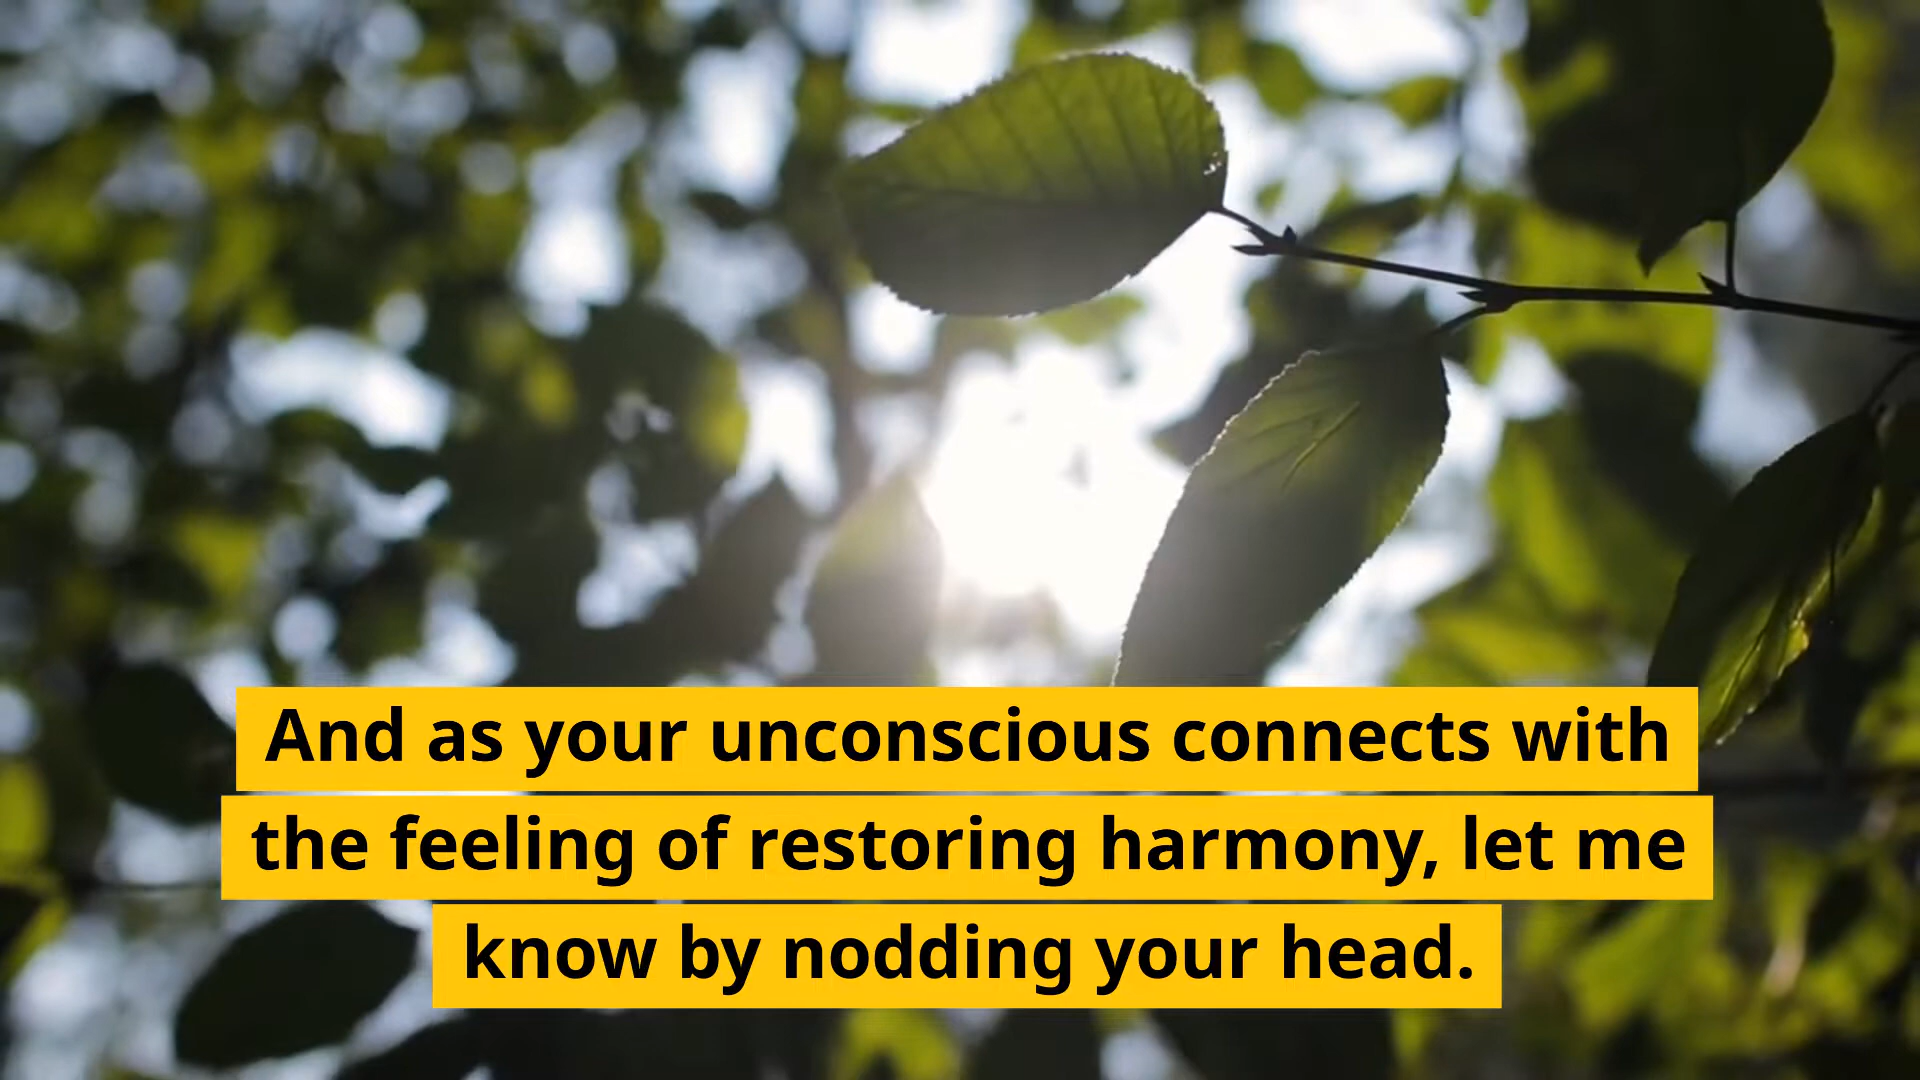 And as your unconscious connects with
the feeling of restoring harmony, let me
know by nodding your head.